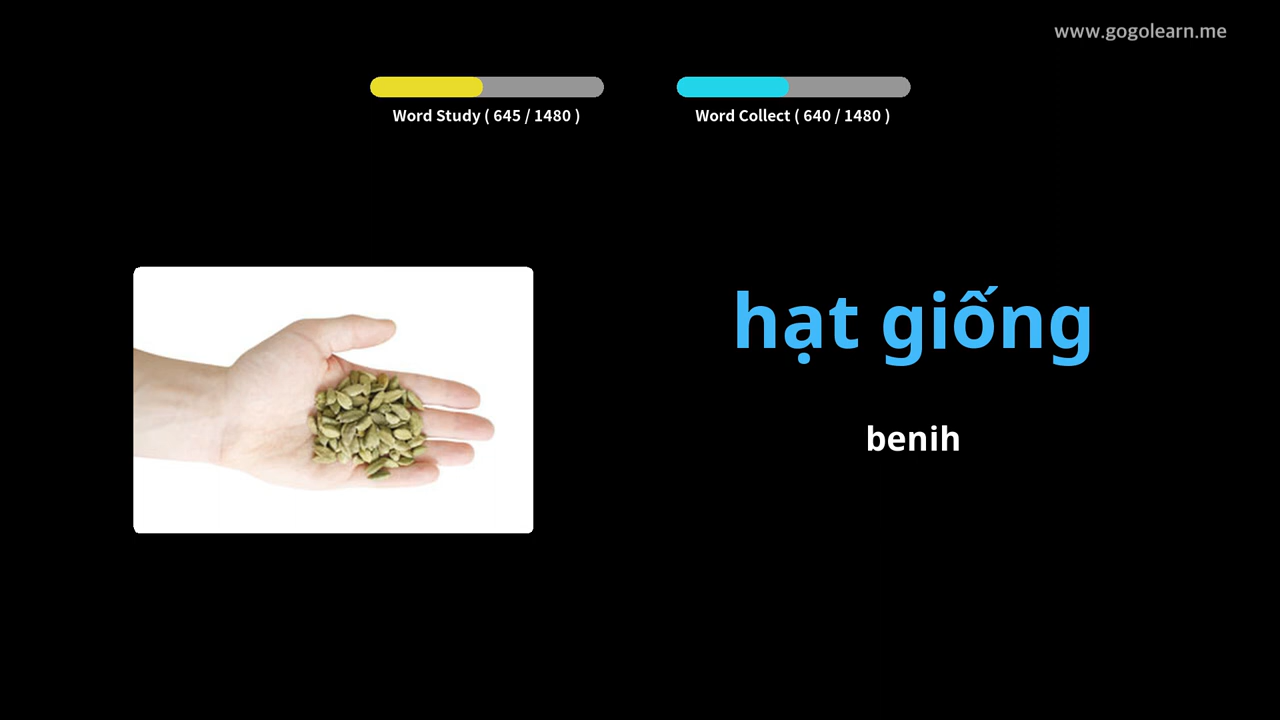 www.gogolearn.me
Word Study ( 645 / 1480 )
Word Collect ( 640 / 1480 )
hạt giống
benih